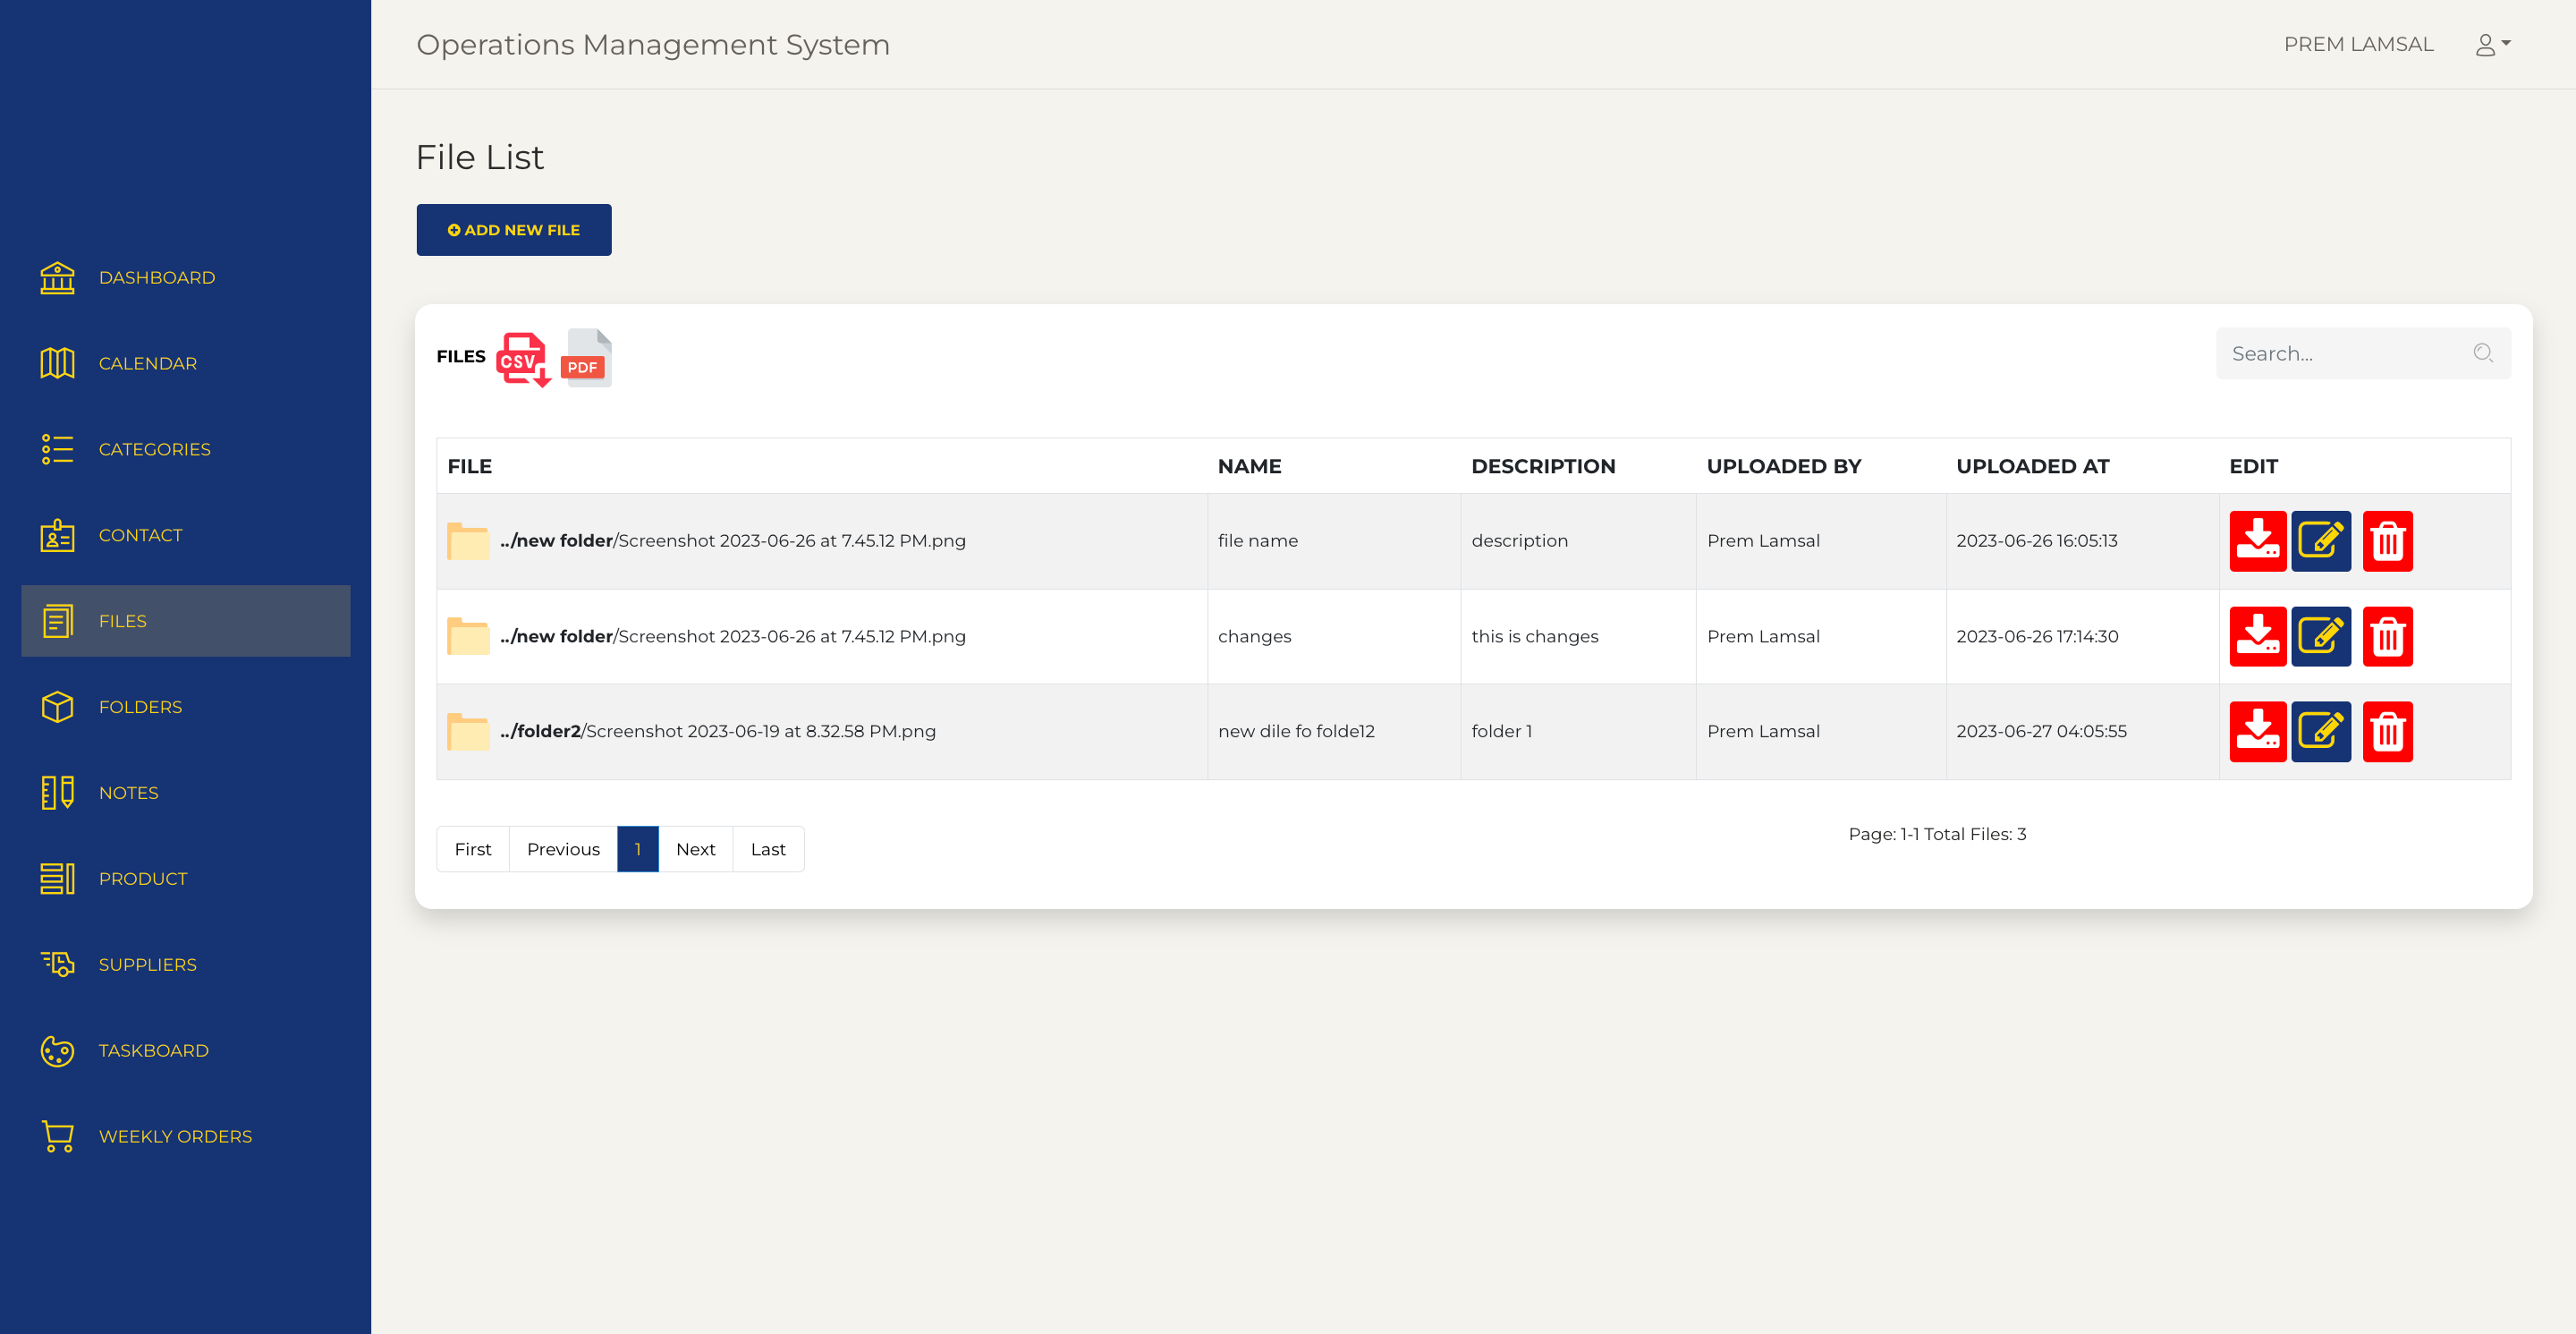 Operations Management System
PREM LAMSAL
DASHBOARD
CALENDAR
CATEGORIES
CONTACT
FILES
FOLDERS
NOTES
PRODUCT
SUPPLIERS
TASKBOARD
WEEKLY ORDERS
File List
ADD NEW FILE
FILES CSV PDF
Search...
FILE NAME DESCRIPTION UPLOADED BY UPLOADED AT EDIT
../new folder/Screenshot 2023-06-26 at 7.45.12 PM.png file name description Prem Lamsal 2023-06-26 16:05:13
../new folder/Screenshot 2023-06-26 at 7.45.12 PM.png changes this is changes Prem Lamsal 2023-06-26 17:14:30
../folder2/Screenshot 2023-06-19 at 8.32.58 PM.png new dile fo folde12 folder 1 Prem Lamsal 2023-06-27 04:05:55
First Previous 1 Next Last
Page: 1-1 Total Files: 3